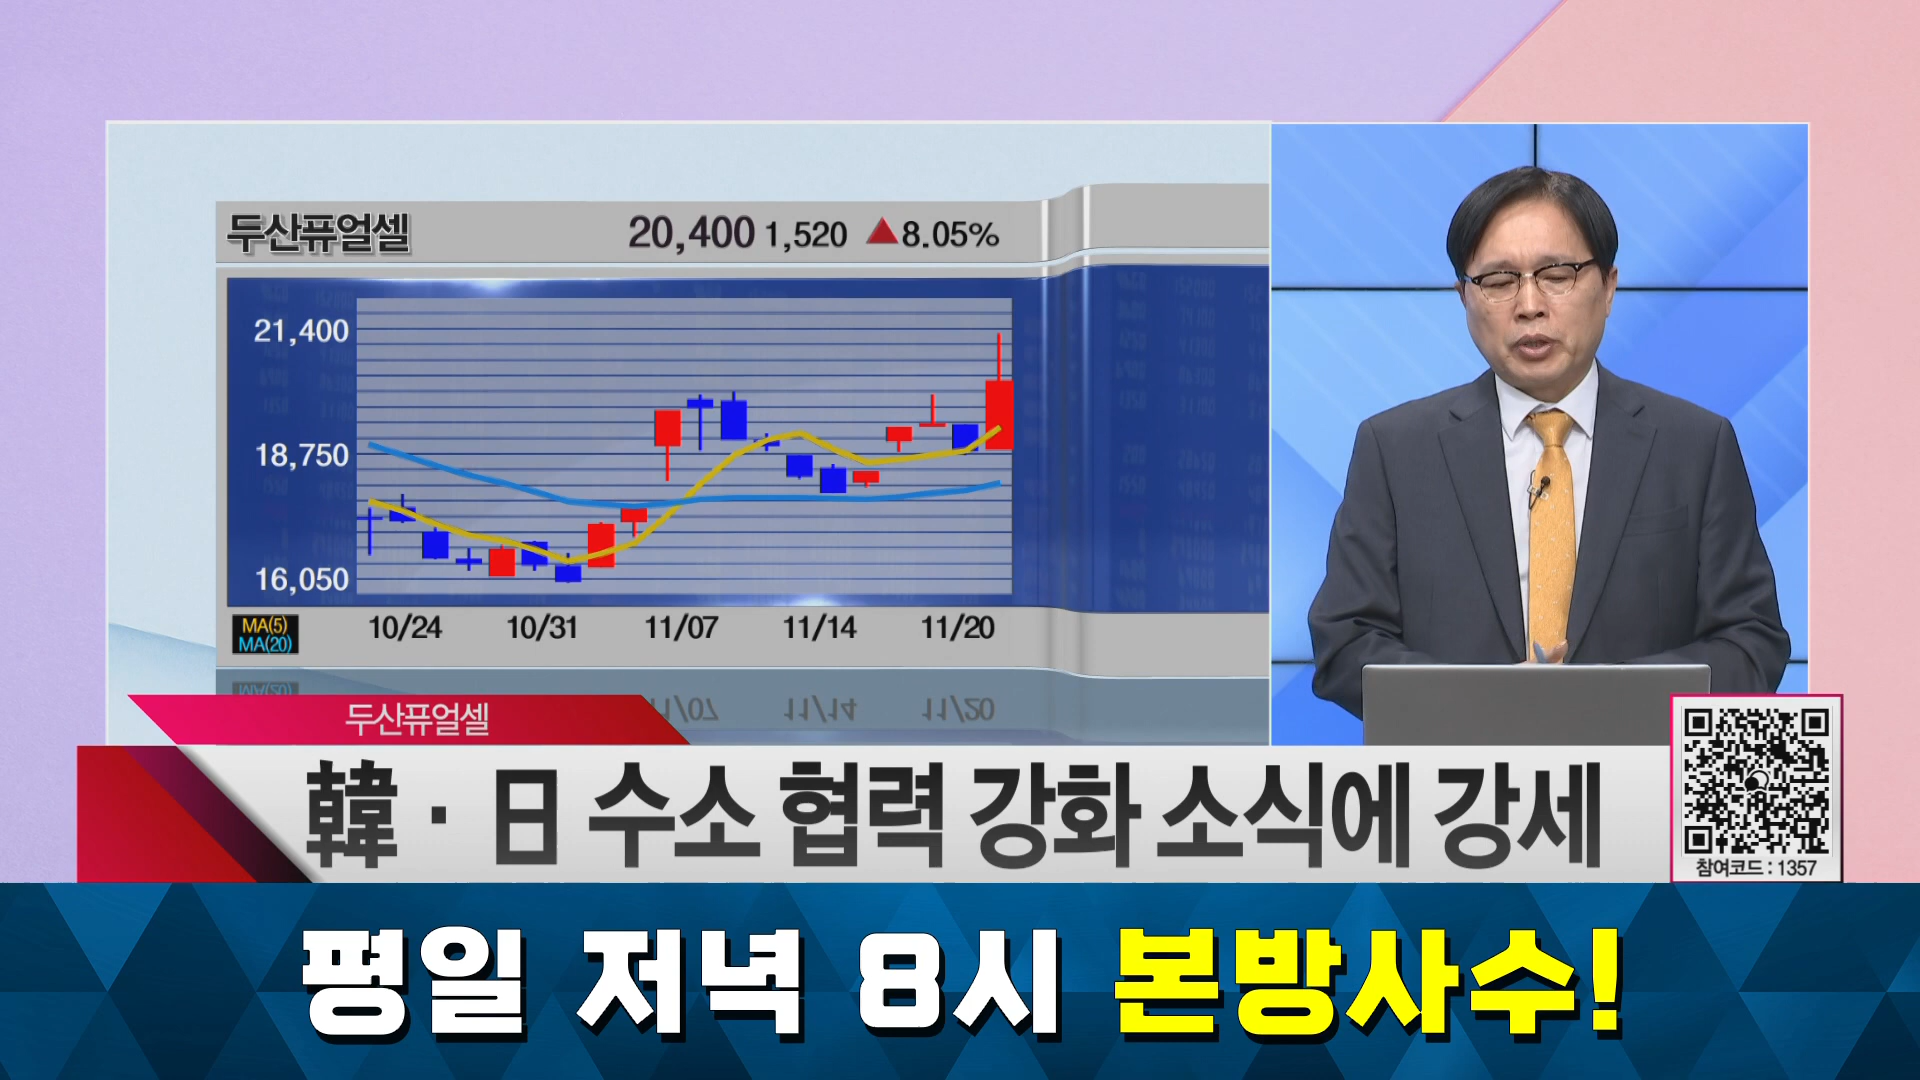 두산퓨얼셀 20,400 1,520 ▲8.05%
21,400
18,750
16,050
MA(5)
MA(20)
10/24 10/31 11/07 11/14 11/20
두산퓨얼셀
韓·日 수소 협력 강화 소식에 강세
참여코드 : 1357
평일 저녁 8시 본방사수!